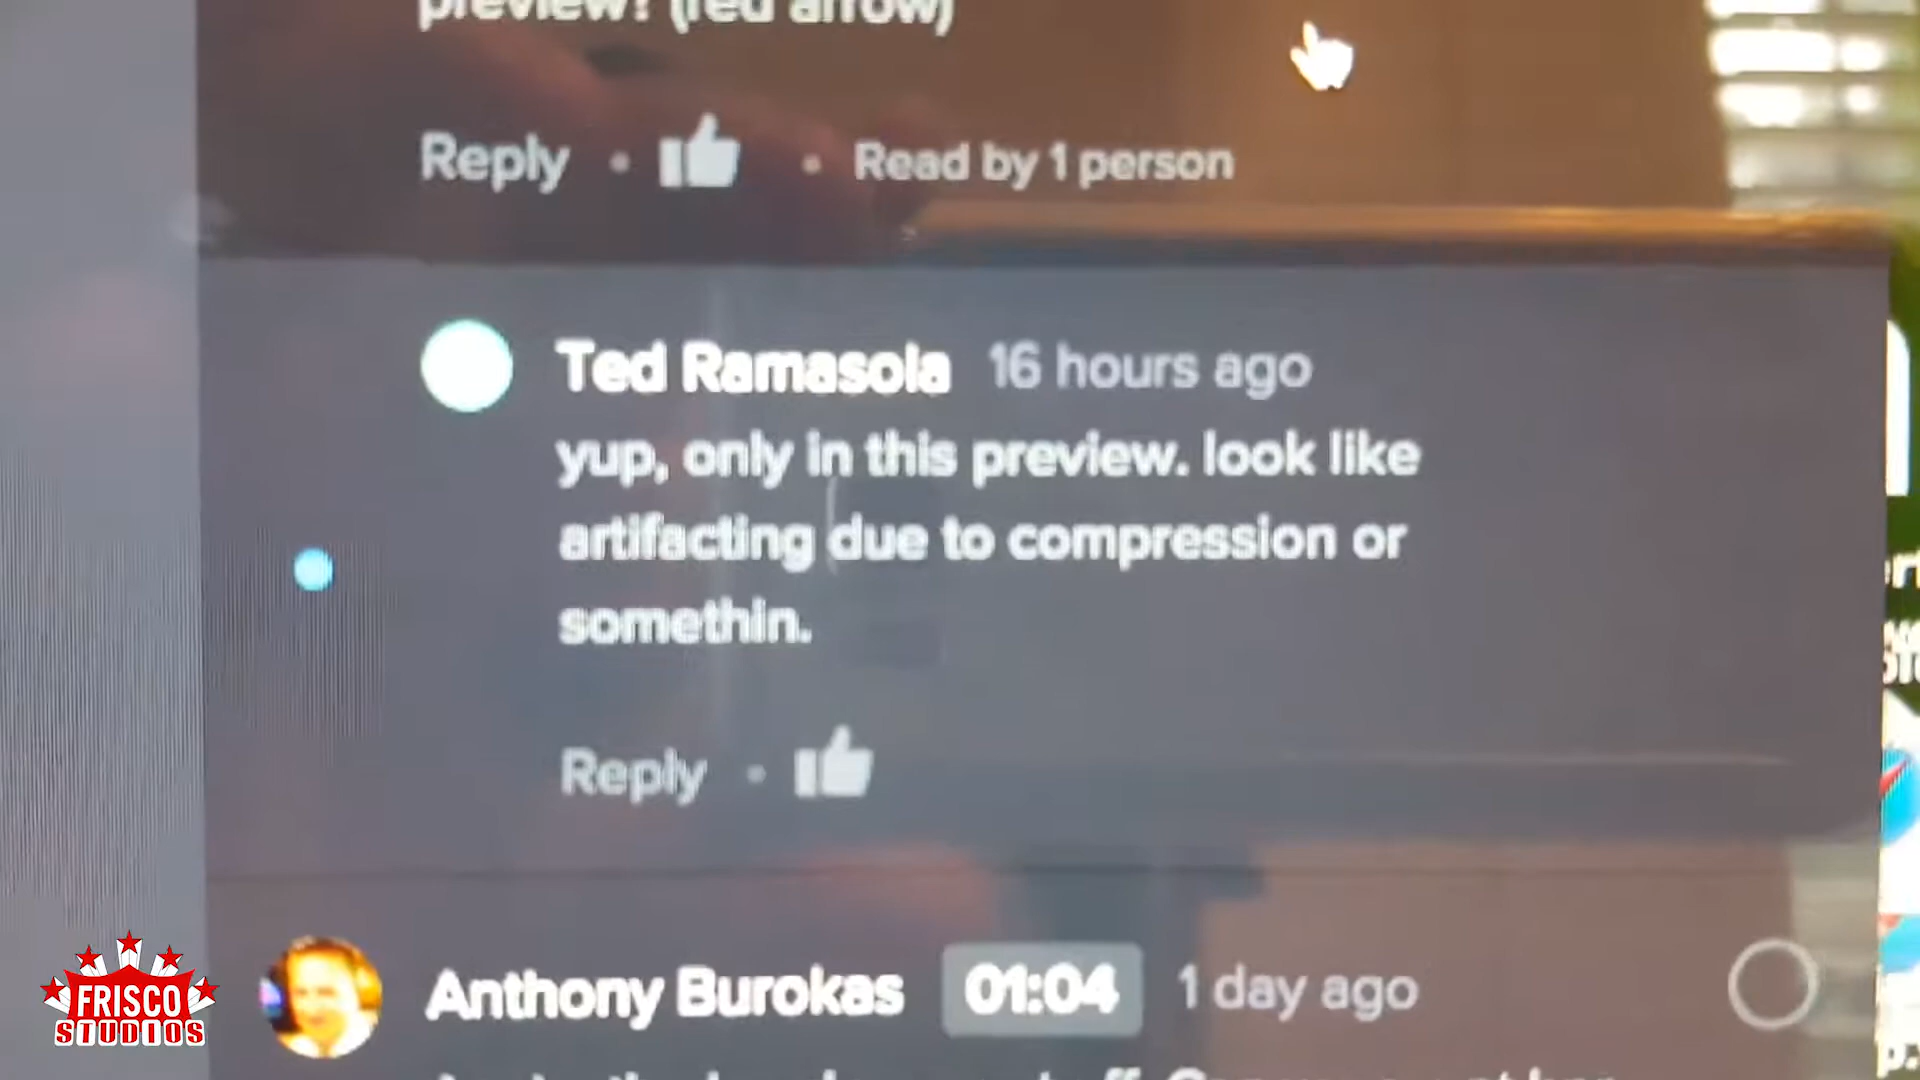 preview? (red arrow)
Reply • Read by 1 person
Ted Ramasola 16 hours ago
yup, only in this preview. look like
artifacting due to compression or
somethin.
Reply •
Anthony Burokas 01:04 1 day ago
FRISCO
STUDIOS